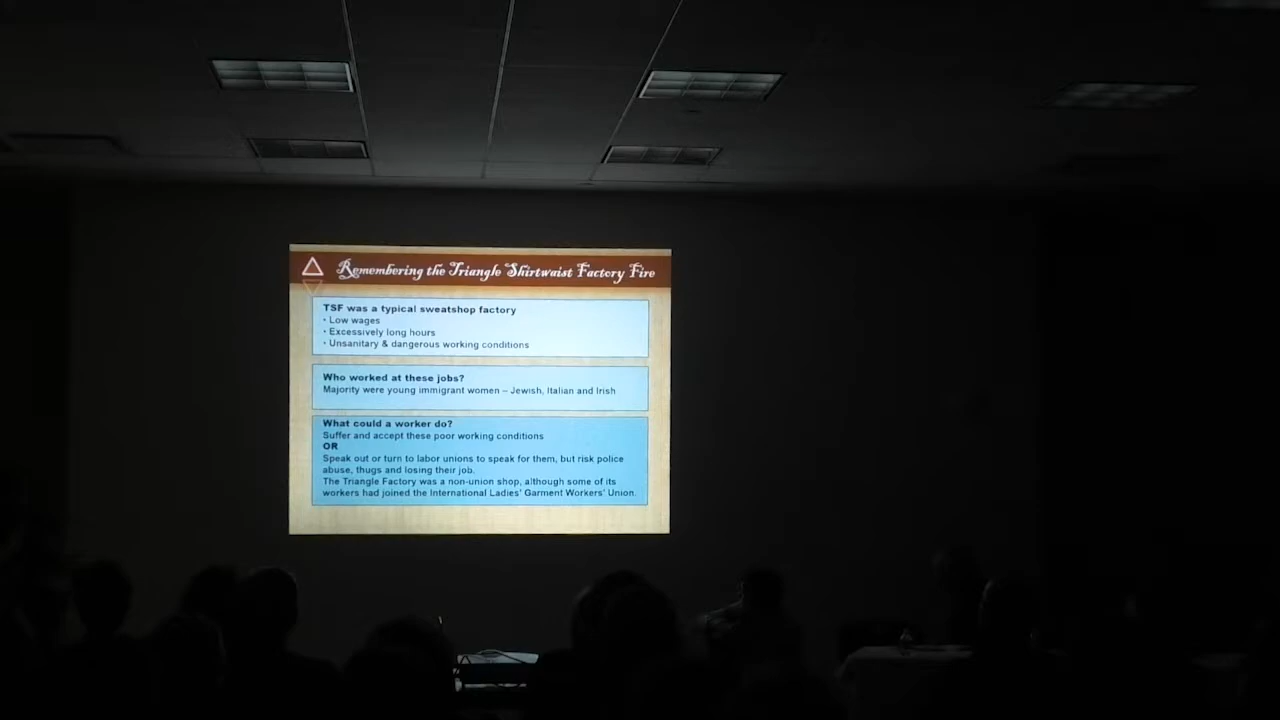 Remembering the Triangle Shirtwaist Factory Fire
TSF was a typical sweatshop factory
• Low wages
• Excessively long hours
• Unsanitary & dangerous working conditions
Who worked at these jobs?
Majority were young immigrant women – Jewish, Italian and Irish
What could a worker do?
Suffer and accept these poor working conditions
OR
Speak out or turn to labor unions to speak for them, but risk police
abuse, thugs and losing their job.
The Triangle Factory was a non-union shop, although some of its
workers had joined the International Ladies' Garment Workers' Union.